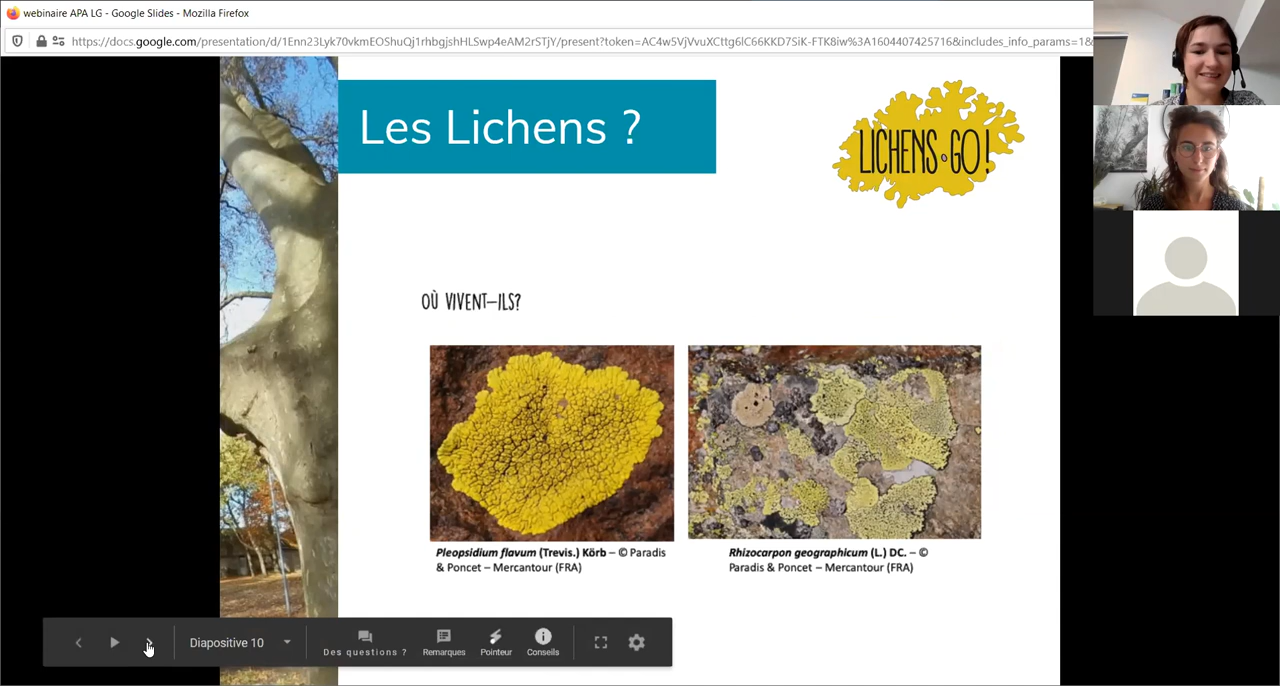 webinaire APA LG - Google Slides - Mozilla Firefox
https://docs.google.com/presentation/d/1Enn23Lyk70vkmEOShuQj1rhbgjshHLSwp4eAM2rSTjY/present?token=AC4w5VjVvuXCttg6lC66KKD7SiK-FTK8iw%3A1604407425716&includes_info_params=1&
Les Lichens ?
LICHENS GO!
OÙ VIVENT-ILS?
Pleopsidium flavum (Trevis.) Körb – © Paradis
& Poncet – Mercantour (FRA)
Rhizocarpon geographicum (L.) DC. – ©
Paradis & Poncet – Mercantour (FRA)
Diapositive 10
Des questions ?
Remarques
Pointeur
Conseils